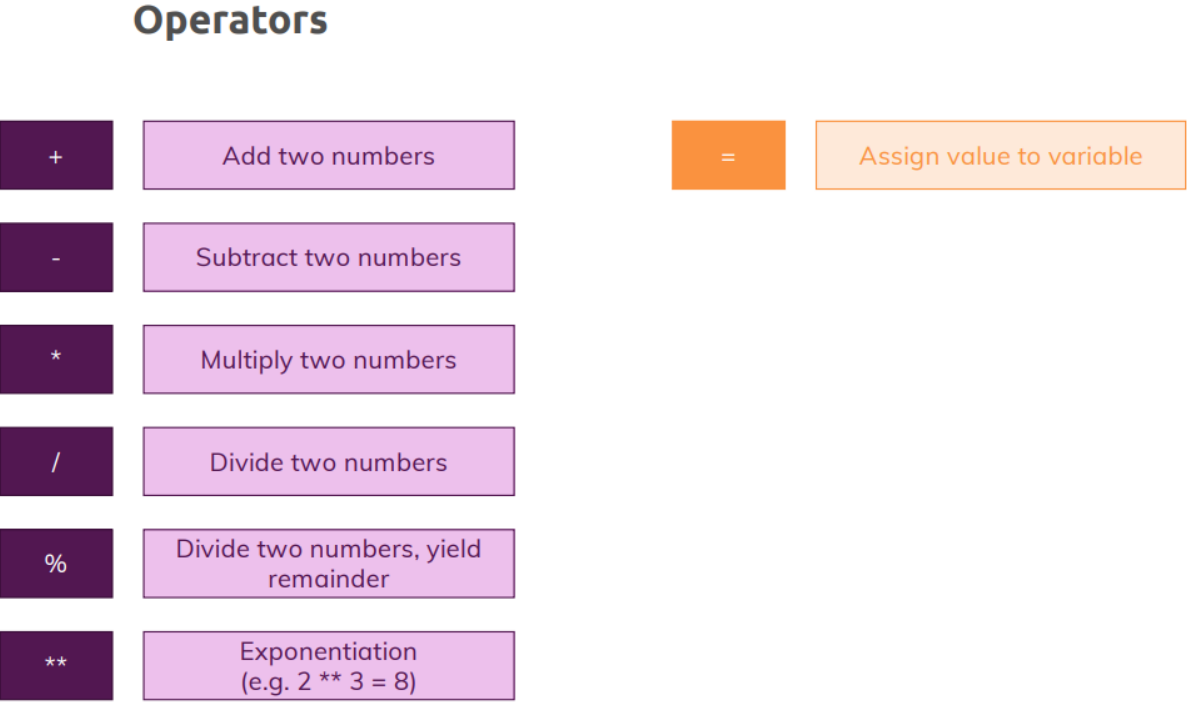 Operators
+
Add two numbers
=
Assign value to variable
-
Subtract two numbers
*
Multiply two numbers
/
Divide two numbers
%
Divide two numbers, yield
remainder
**
Exponentiation
(e.g. 2 ** 3 = 8)